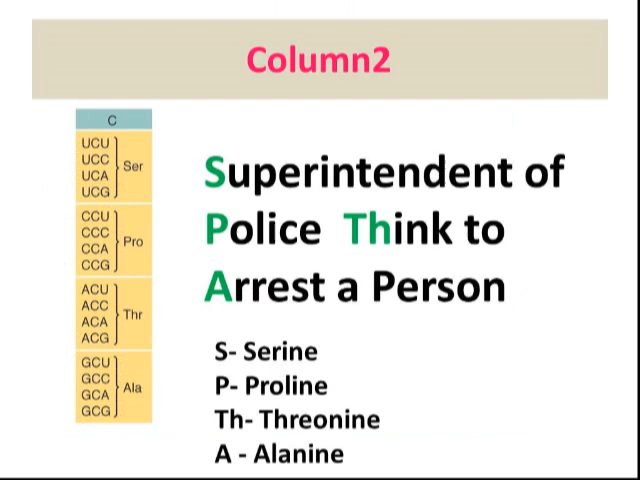 Column2
C
UCU
UCC
UCA
UCG
Ser
CCU
CCC
CCA
CCG
Pro
ACU
ACC
ACA
ACG
Thr
GCU
GCC
GCA
GCG
Ala
Superintendent of
Police Think to
Arrest a Person
S- Serine
P- Proline
Th- Threonine
A - Alanine